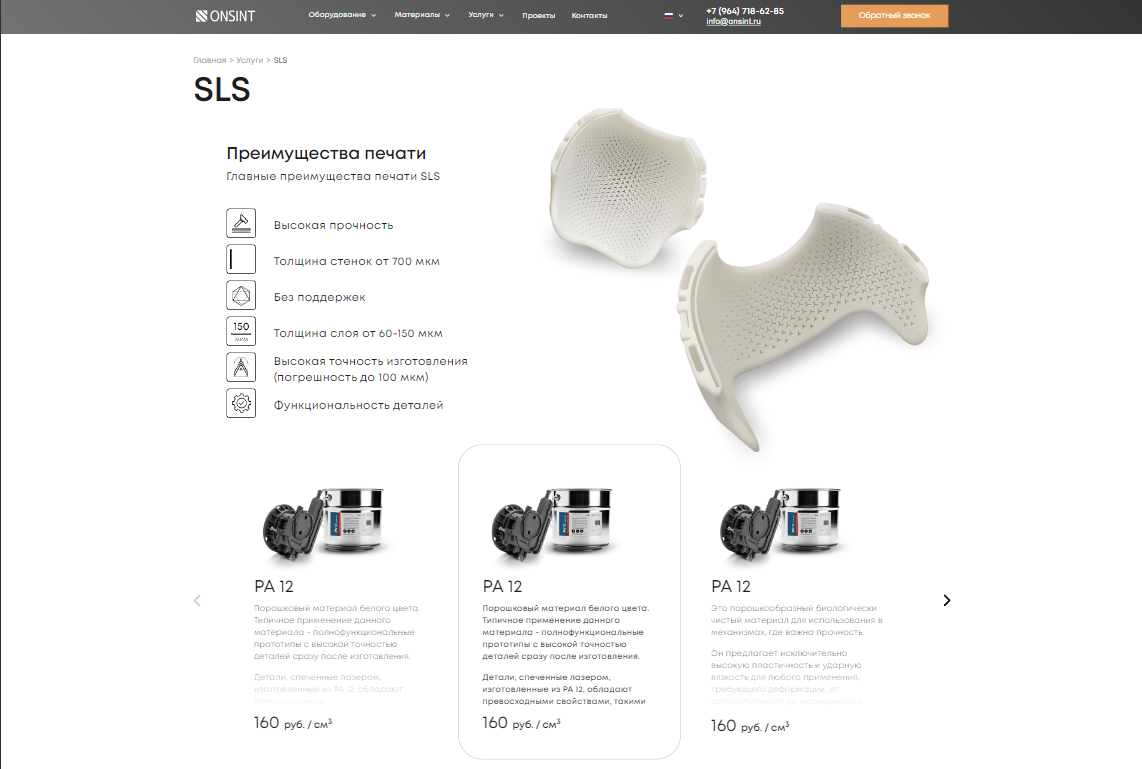 ONSINT
Оборудование
Материалы
Услуги
Проекты
Контакты
+7 (964) 718-62-85
info@onsint.ru
Обратный звонок
Главная > Услуги > SLS
SLS
Преимущества печати
Главные преимущества печати SLS
Высокая прочность
Толщина стенок от 700 мкм
Без поддержек
150
мкм
Толщина слоя от 60-150 мкм
Высокая точность изготовления
(погрешность до 100 мкм)
Функциональность деталей
PA 12
Порошковый материал белого цвета.
Типичное применение данного
материала - полнофункциональные
прототипы с высокой точностью
деталей сразу после изготовления.
Детали, спеченные лазером,
изготовленные из PA 12, обладают
превосходными
160 руб. / см³
PA 12
Порошковый материал белого цвета.
Типичное применение данного
материала - полнофункциональные
прототипы с высокой точностью
деталей сразу после изготовления.
Детали, спеченные лазером,
изготовленные из PA 12, обладают
превосходными свойствами, такими
160 руб. / см³
PA 12
Это порошкообразный биологически
чистый материал для использования в
механизмах, где важна прочность.
Он предлагает исключительно
высокую пластичность и ударную
вязкость для любого применения,
требующего деформации, от
автомобильного до медицинского.
160 руб. / см³